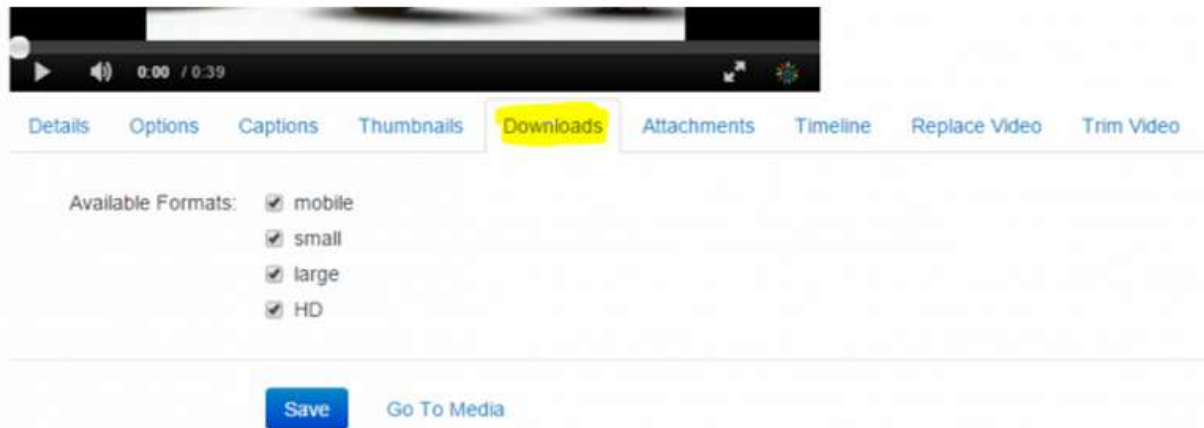 0:00 / 0:39
Details Options Captions Thumbnails Downloads Attachments Timeline Replace Video Trim Video
Available Formats: mobile
small
large
HD
Save Go To Media